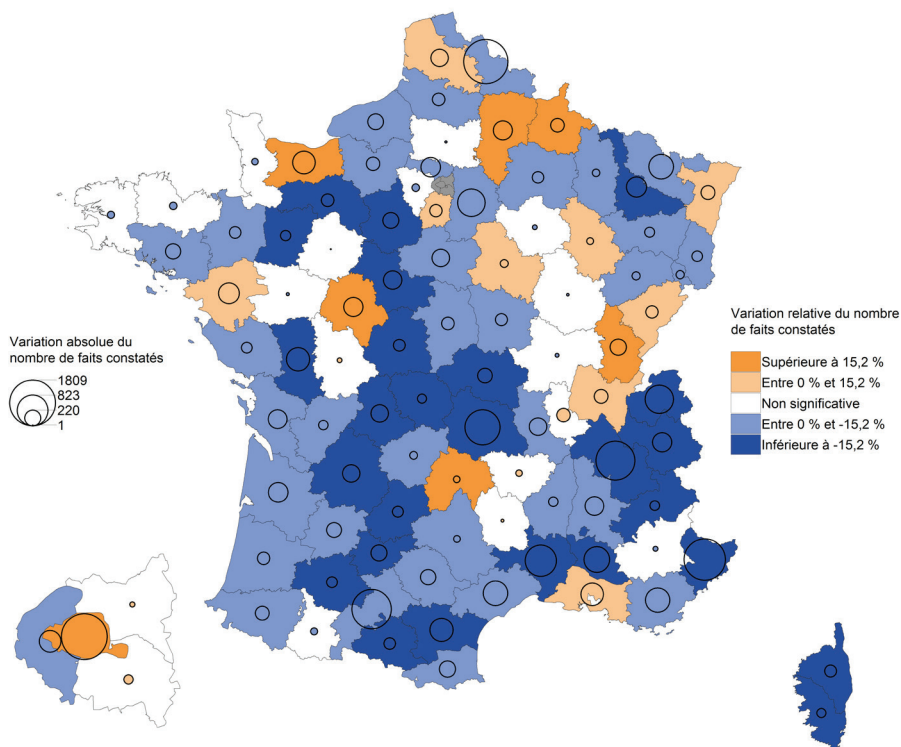 Variation absolue du
nombre de faits constatés
1809
823
220
1
Variation relative du nombre
de faits constatés
Supérieure à 15,2 %
Entre 0 % et 15,2 %
Non significative
Entre 0 % et -15,2 %
Inférieure à -15,2 %